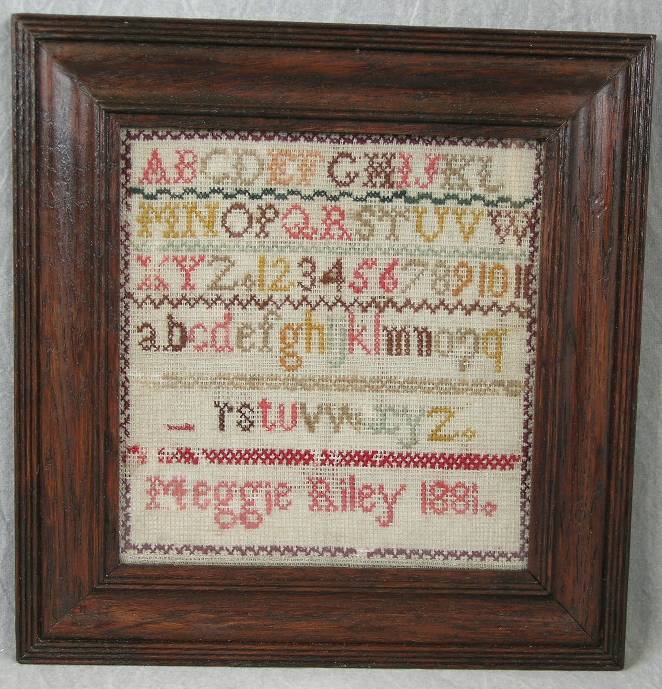 ABCDEFGHIJKL
MNOPQRSTUVW
XYZ.12345678910
abcdefghijklmnopq
rstuvwxyz.
Meggie Riley 1881.